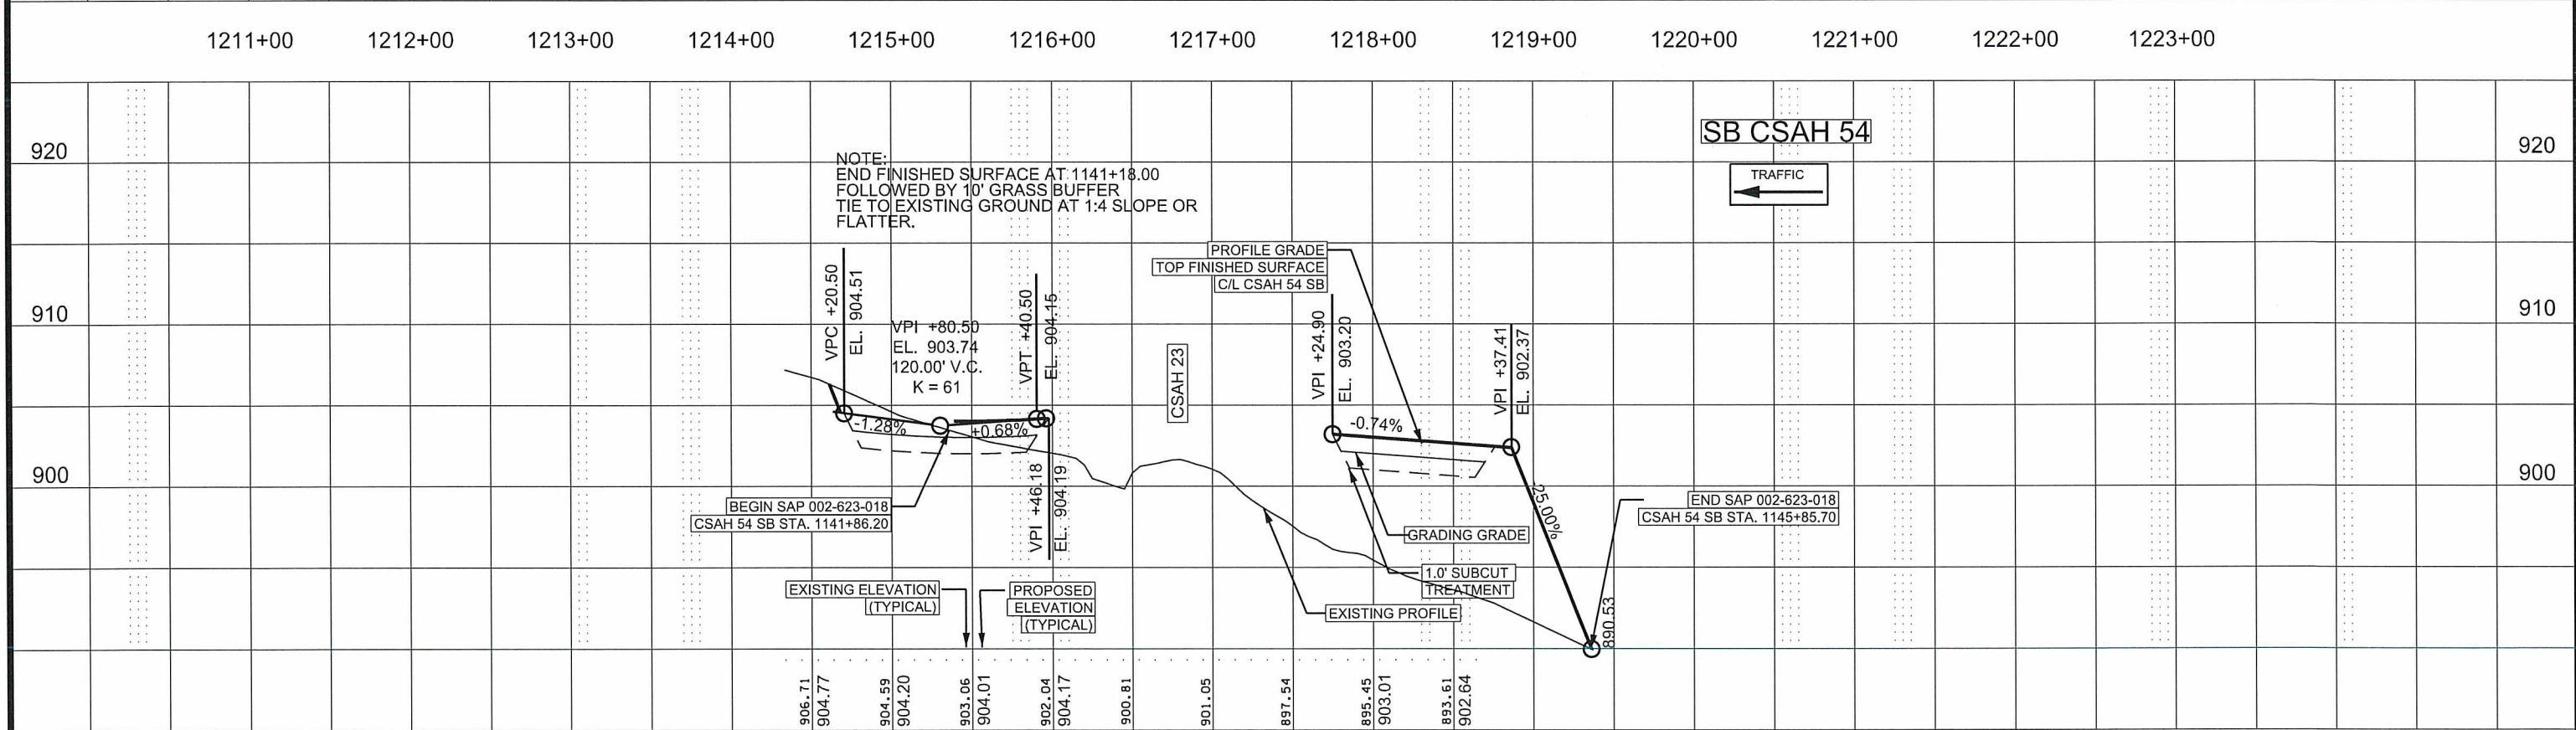 1211+00 1212+00 1213+00 1214+00 1215+00 1216+00 1217+00 1218+00 1219+00 1220+00 1221+00 1222+00 1223+00
SB CSAH 54
TRAFFIC
920 920
NOTE:
END FINISHED SURFACE AT 1141+18.00
FOLLOWED BY 10' GRASS BUFFER
TIE TO EXISTING GROUND AT 1:4 SLOPE OR
FLATTER.
PROFILE GRADE
TOP FINISHED SURFACE
C/L CSAH 54 SB
910 910
VPC +20.50
EL. 904.51
VPI +80.50
EL. 903.74
120.00' V.C.
K = 61
VPT +40.50
EL. 904.15
CSAH 23
VPI +24.90
EL. 903.20
VPI +37.41
EL. 902.37
-1.28%
+0.68%
-0.74%
-25.00%
900 900
VPI +46.18
EL. 904.19
BEGIN SAP 002-623-018
CSAH 54 SB STA. 1141+86.20
END SAP 002-623-018
CSAH 54 SB STA. 1145+85.70
GRADING GRADE
1.0' SUBCUT
TREATMENT
EXISTING PROFILE
EXISTING ELEVATION
(TYPICAL)
PROPOSED
ELEVATION
(TYPICAL)
890.53
906.71
904.77
904.59
904.20
903.06
904.01
902.04
904.17
900.81
901.05
897.54
895.45
903.01
893.61
902.64